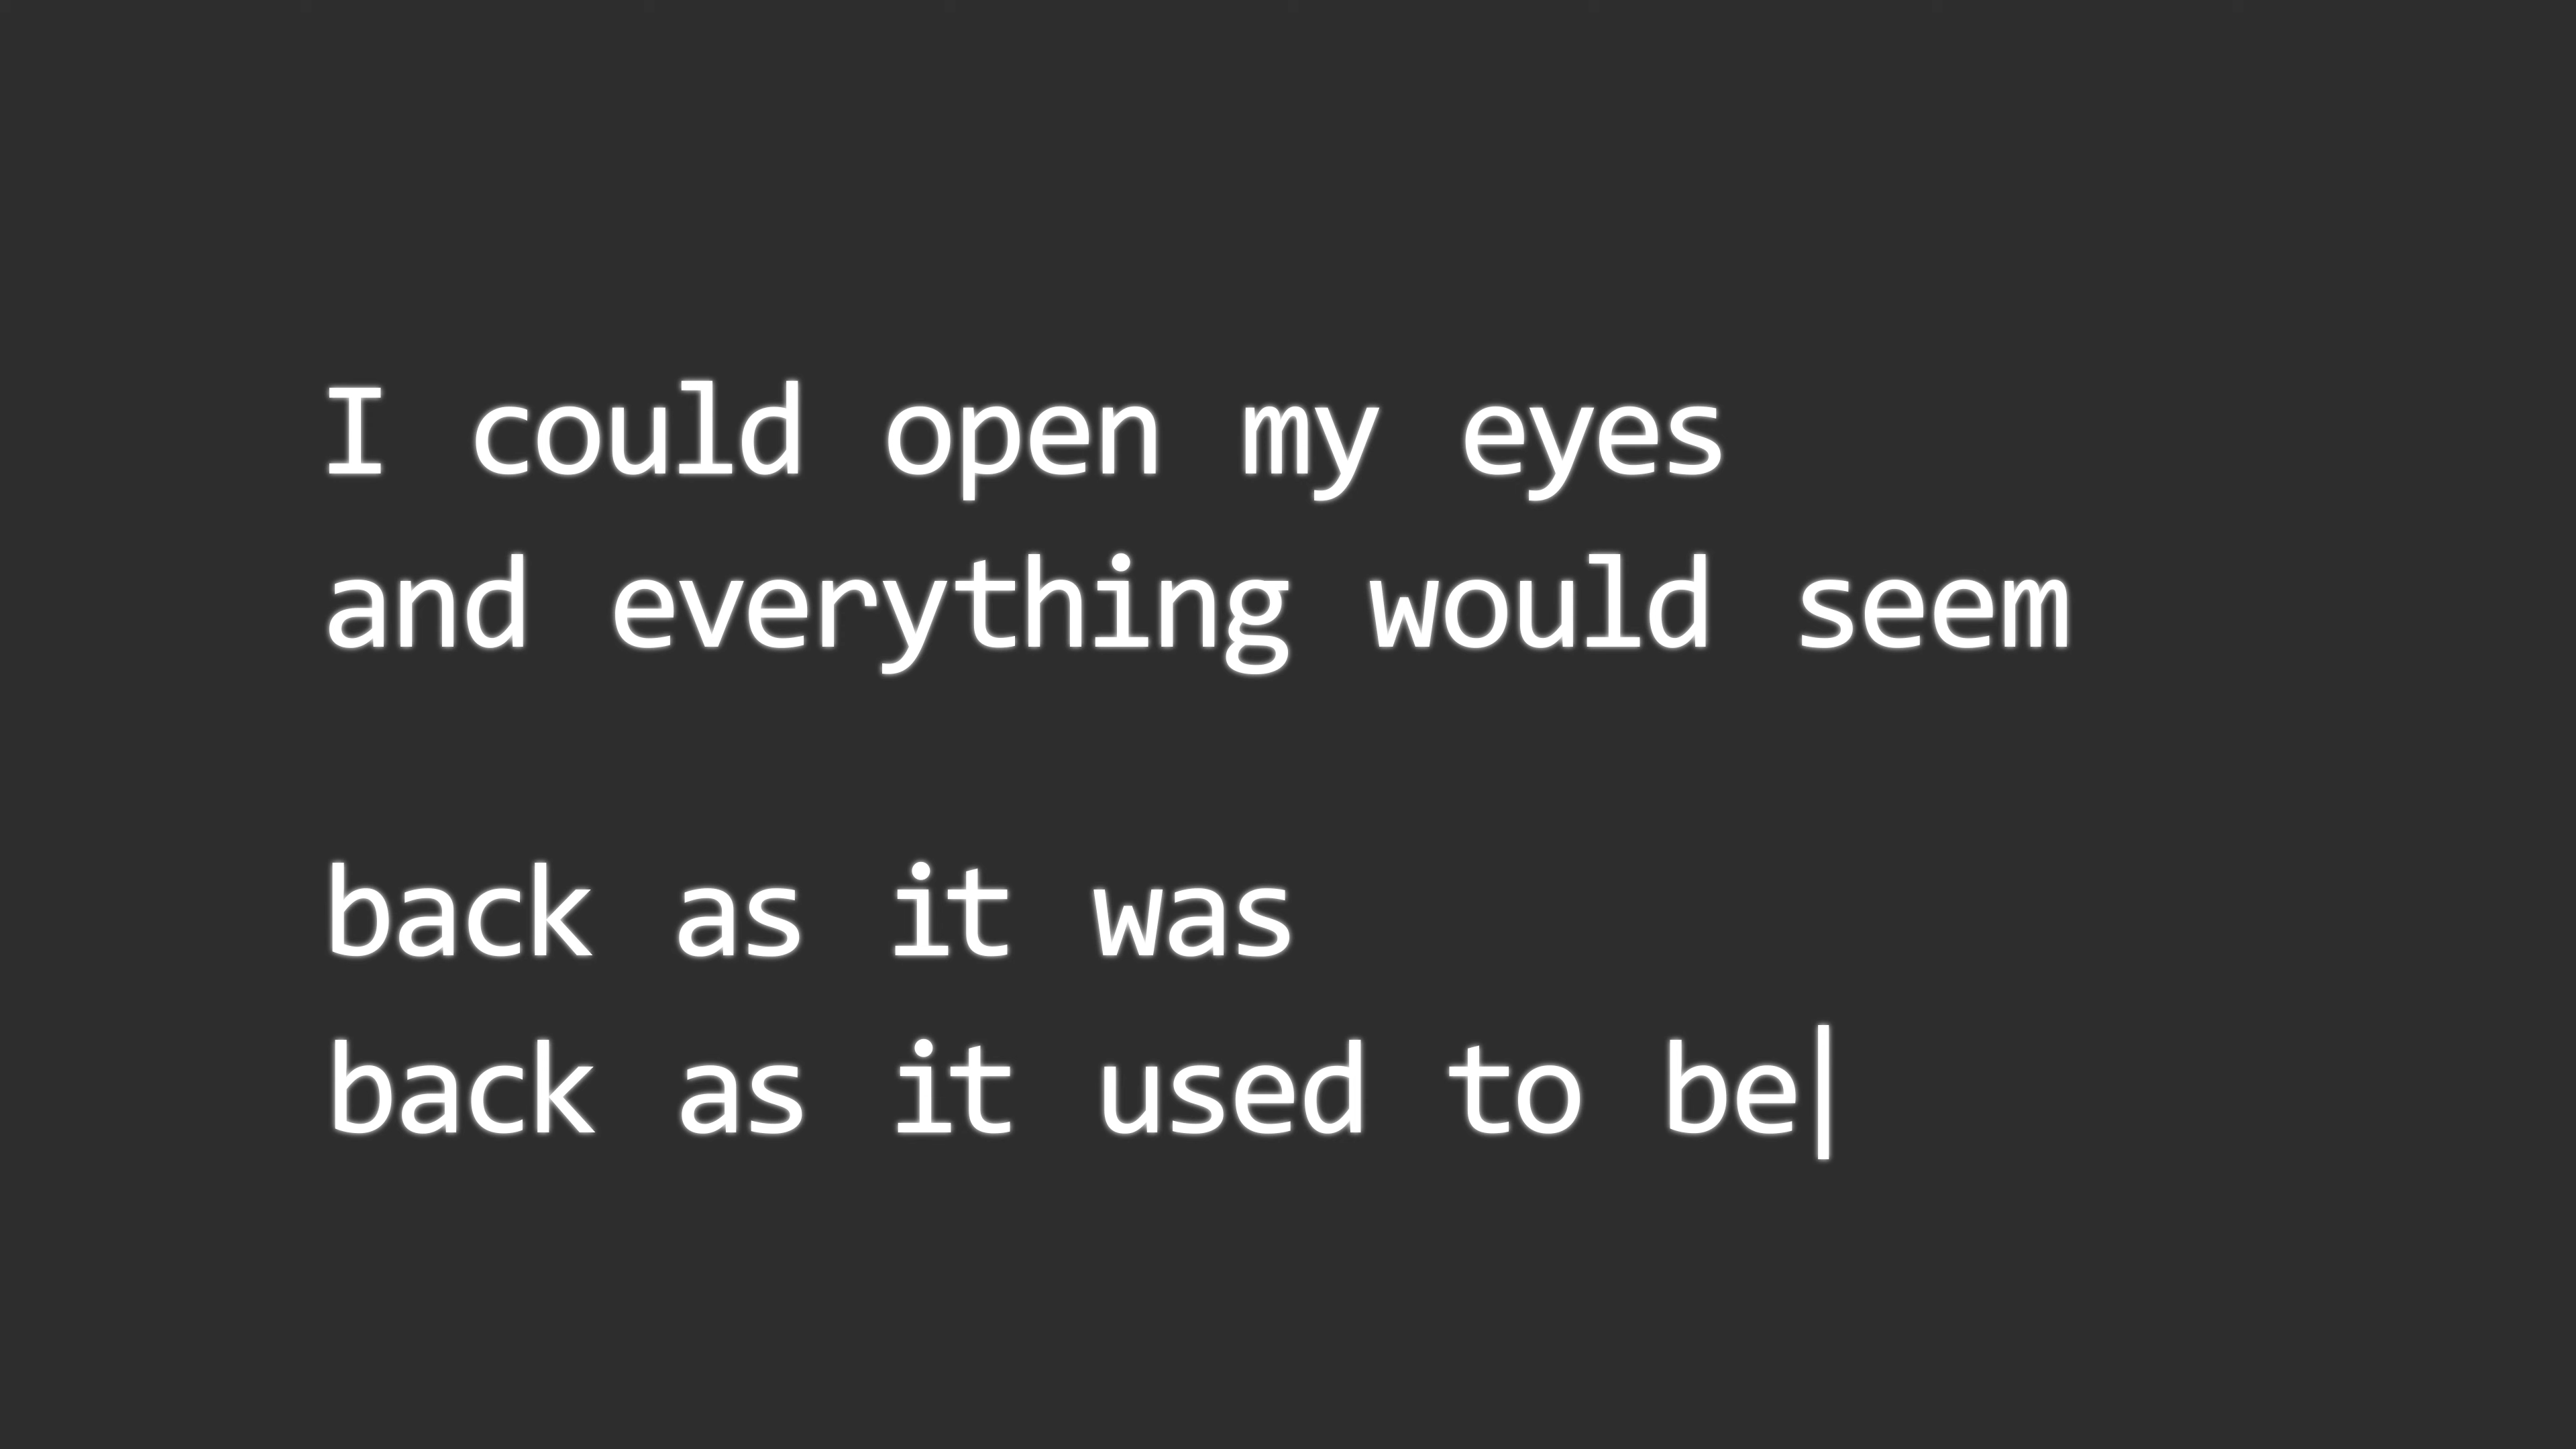 I could open my eyes
and everything would seem
back as it was
back as it used to be